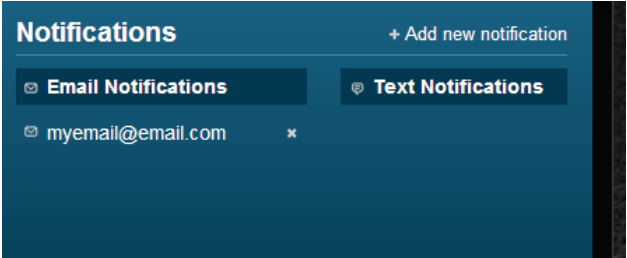 Notifications
+ Add new notification
Email Notifications
Text Notifications
myemail@email.com